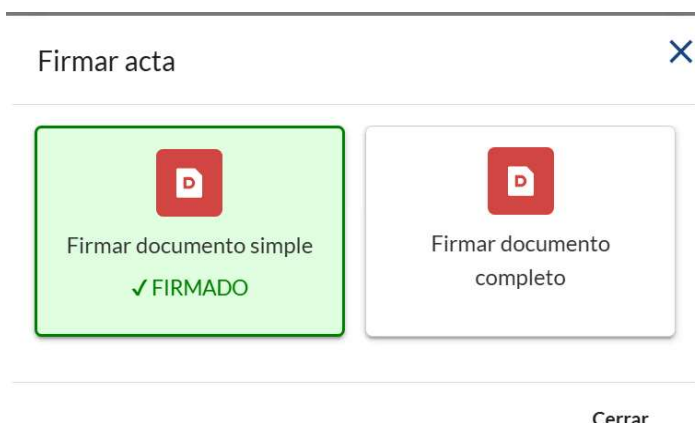 Firmar acta
D
D
Firmar documento simple
✓ FIRMADO
Firmar documento
completo
Cerrar